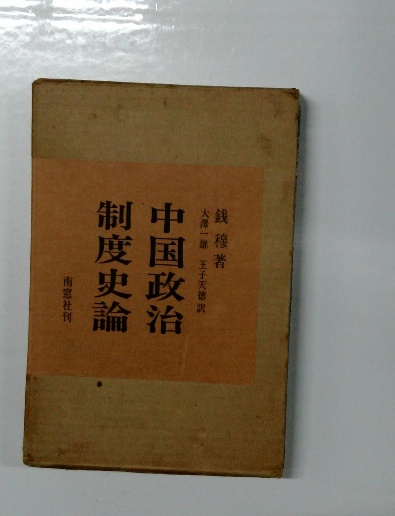 銭穆著
大澤一雄 王子天徳訳
中国政治
制度史論
南窓社刊